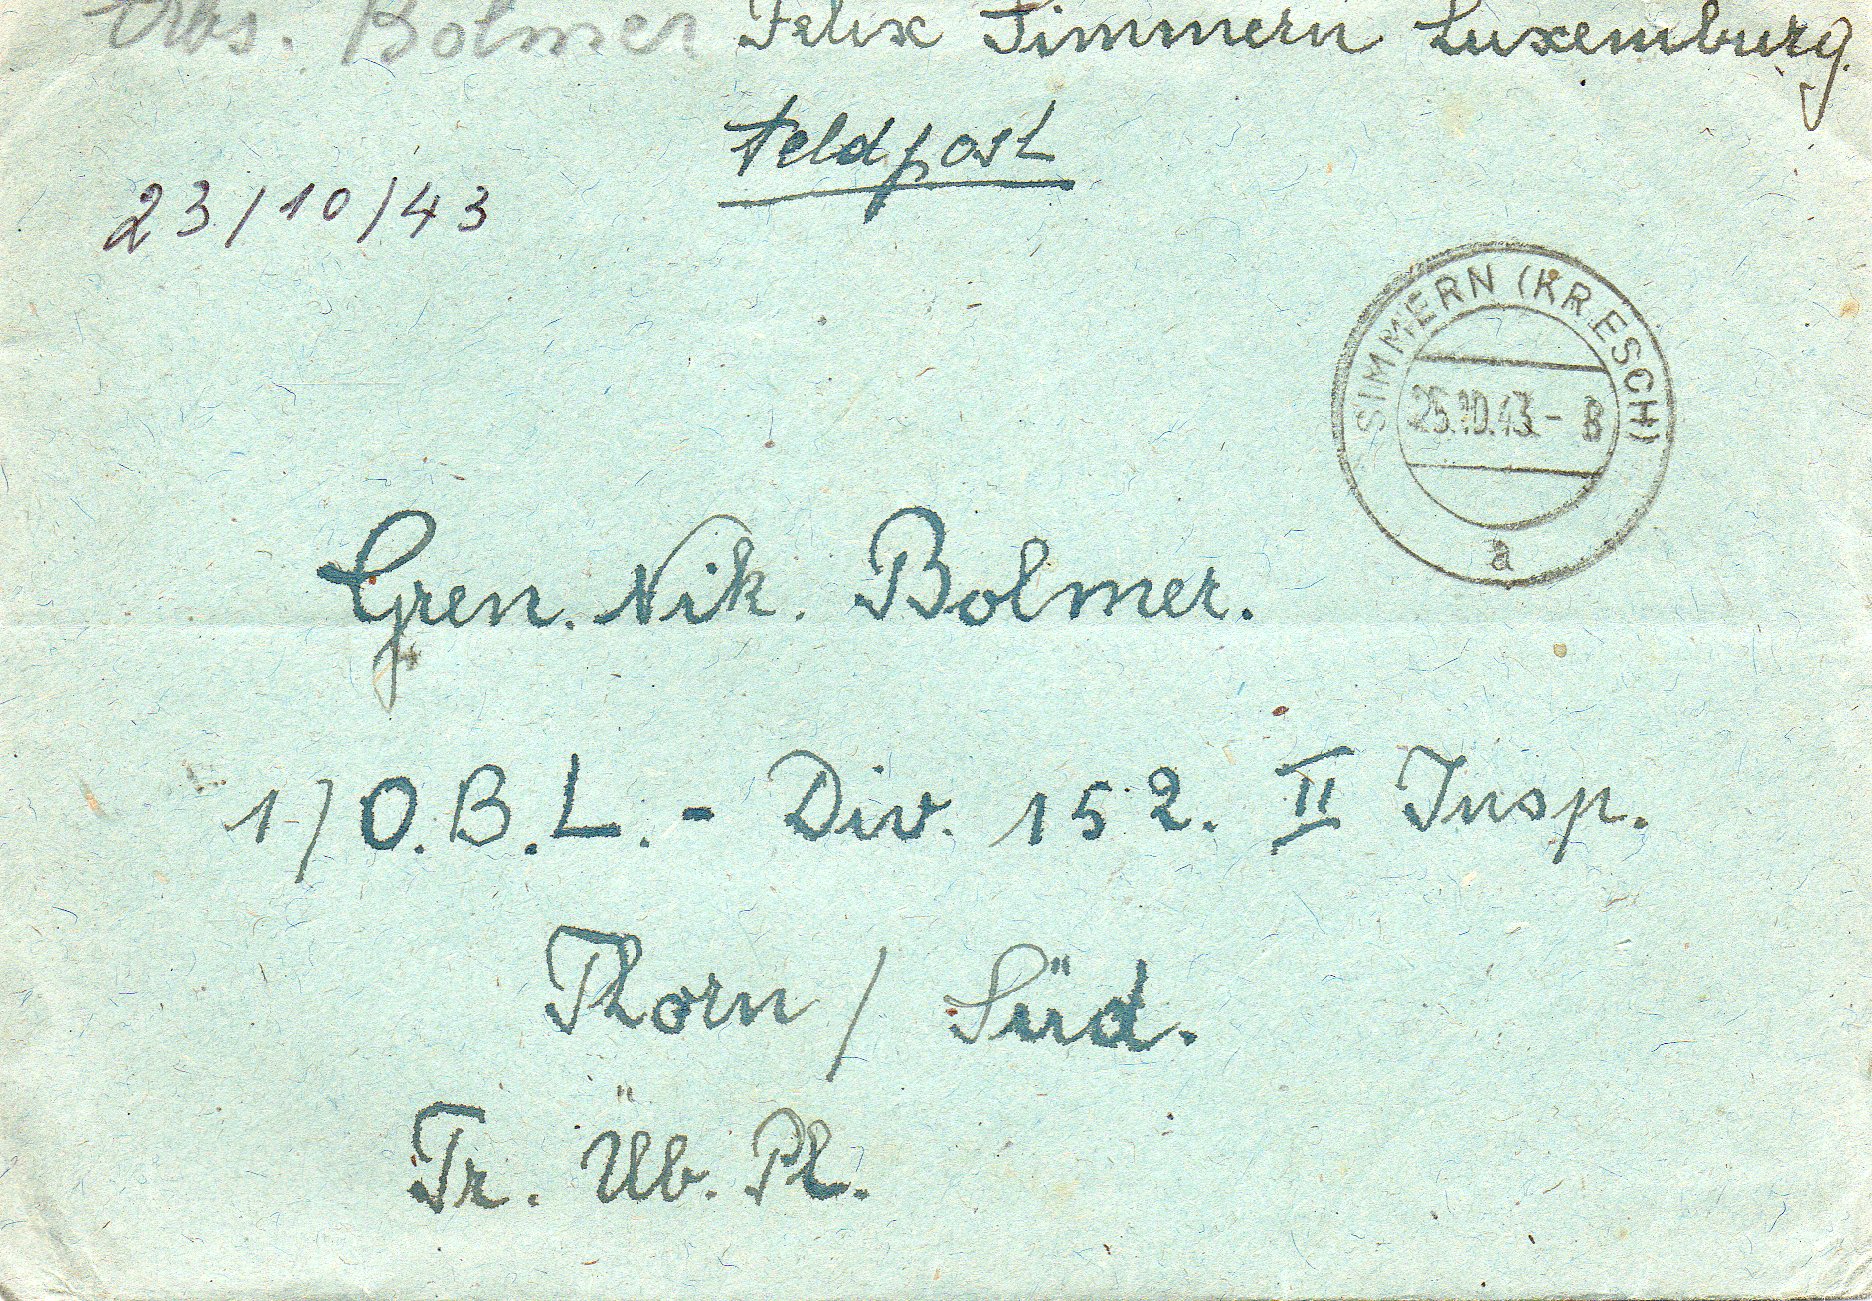 Abs. Bolmer Felix Simmern Luxemburg.
Feldpost
23/10/43
SIMMERN (KR ESCH)
25.10.43.- 8
a
Gren. Nik. Bolmer.
1/O.B.L.- Div. 152. II Insp.
Thorn / Süd.
Tr. Üb. Pl.